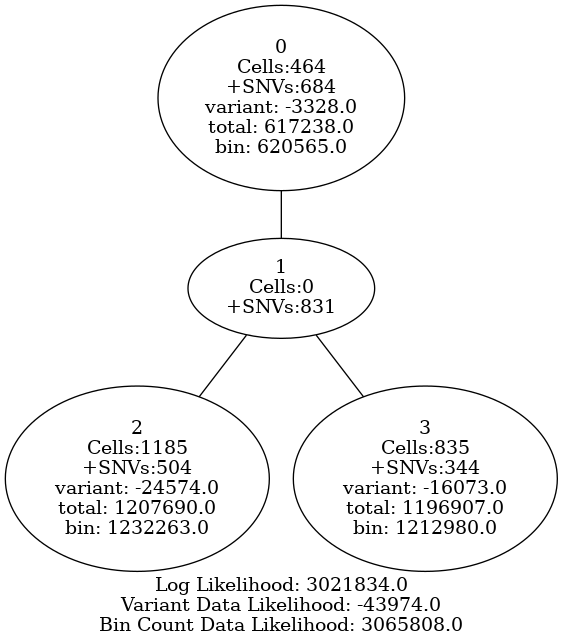 0
Cells:464
+SNVs:684
variant: -3328.0
total: 617238.0
bin: 620565.0
1
Cells:0
+SNVs:831
2
Cells:1185
+SNVs:504
variant: -24574.0
total: 1207690.0
bin: 1232263.0
3
Cells:835
+SNVs:344
variant: -16073.0
total: 1196907.0
bin: 1212980.0
Log Likelihood: 3021834.0
Variant Data Likelihood: -43974.0
Bin Count Data Likelihood: 3065808.0